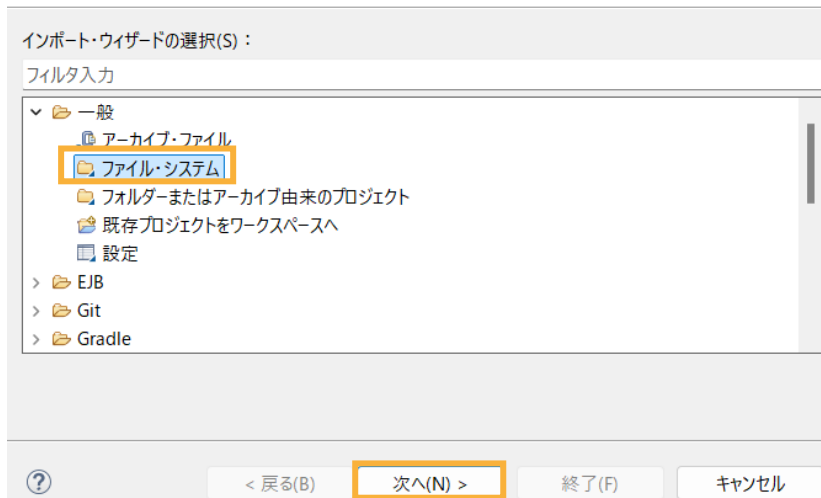 インポート・ウィザードの選択(S)：
フィルタ入力
一般
アーカイブ・ファイル
ファイル・システム
フォルダーまたはアーカイブ由来のプロジェクト
既存プロジェクトをワークスペースへ
設定
EJB
Git
Gradle
? < 戻る(B) 次へ(N) > 終了(F) キャンセル